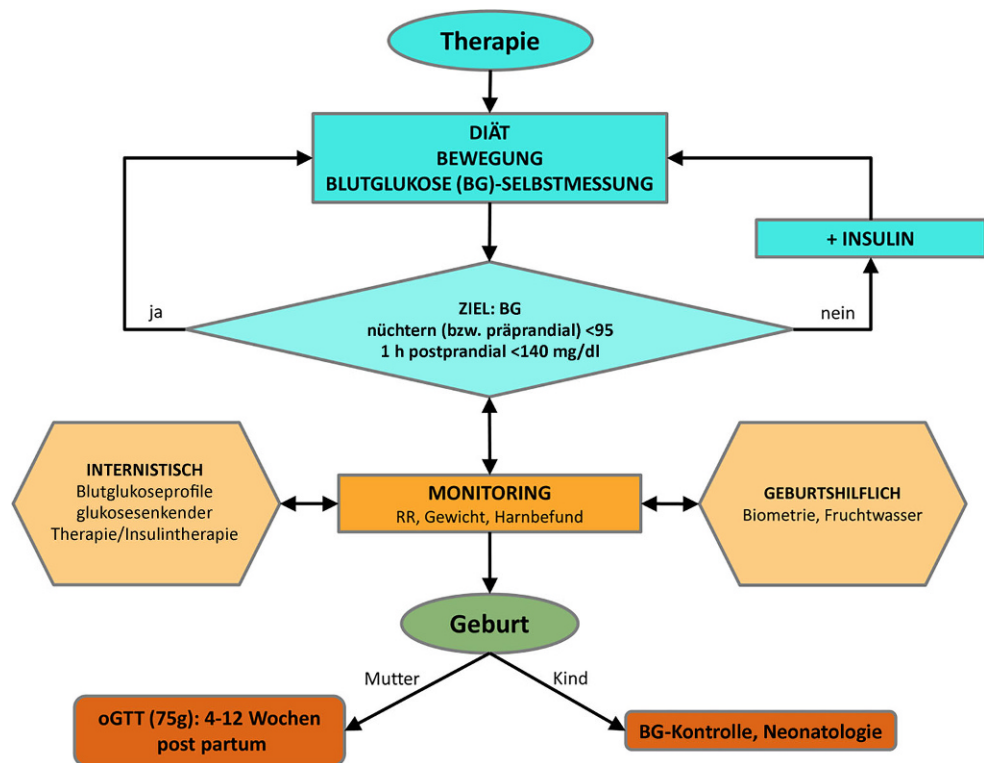 Therapie
DIÄT
BEWEGUNG
BLUTGLUKOSE (BG)-SELBSTMESSUNG
+ INSULIN
ja
ZIEL: BG
nüchtern (bzw. präprandial) <95
1 h postprandial <140 mg/dl
nein
INTERNISTISCH
Blutglukoseprofile
glukosesenkender
Therapie/Insulintherapie
MONITORING
RR, Gewicht, Harnbefund
GEBURTSHILFLICH
Biometrie, Fruchtwasser
Geburt
Mutter
Kind
oGTT (75g): 4-12 Wochen
post partum
BG-Kontrolle, Neonatologie